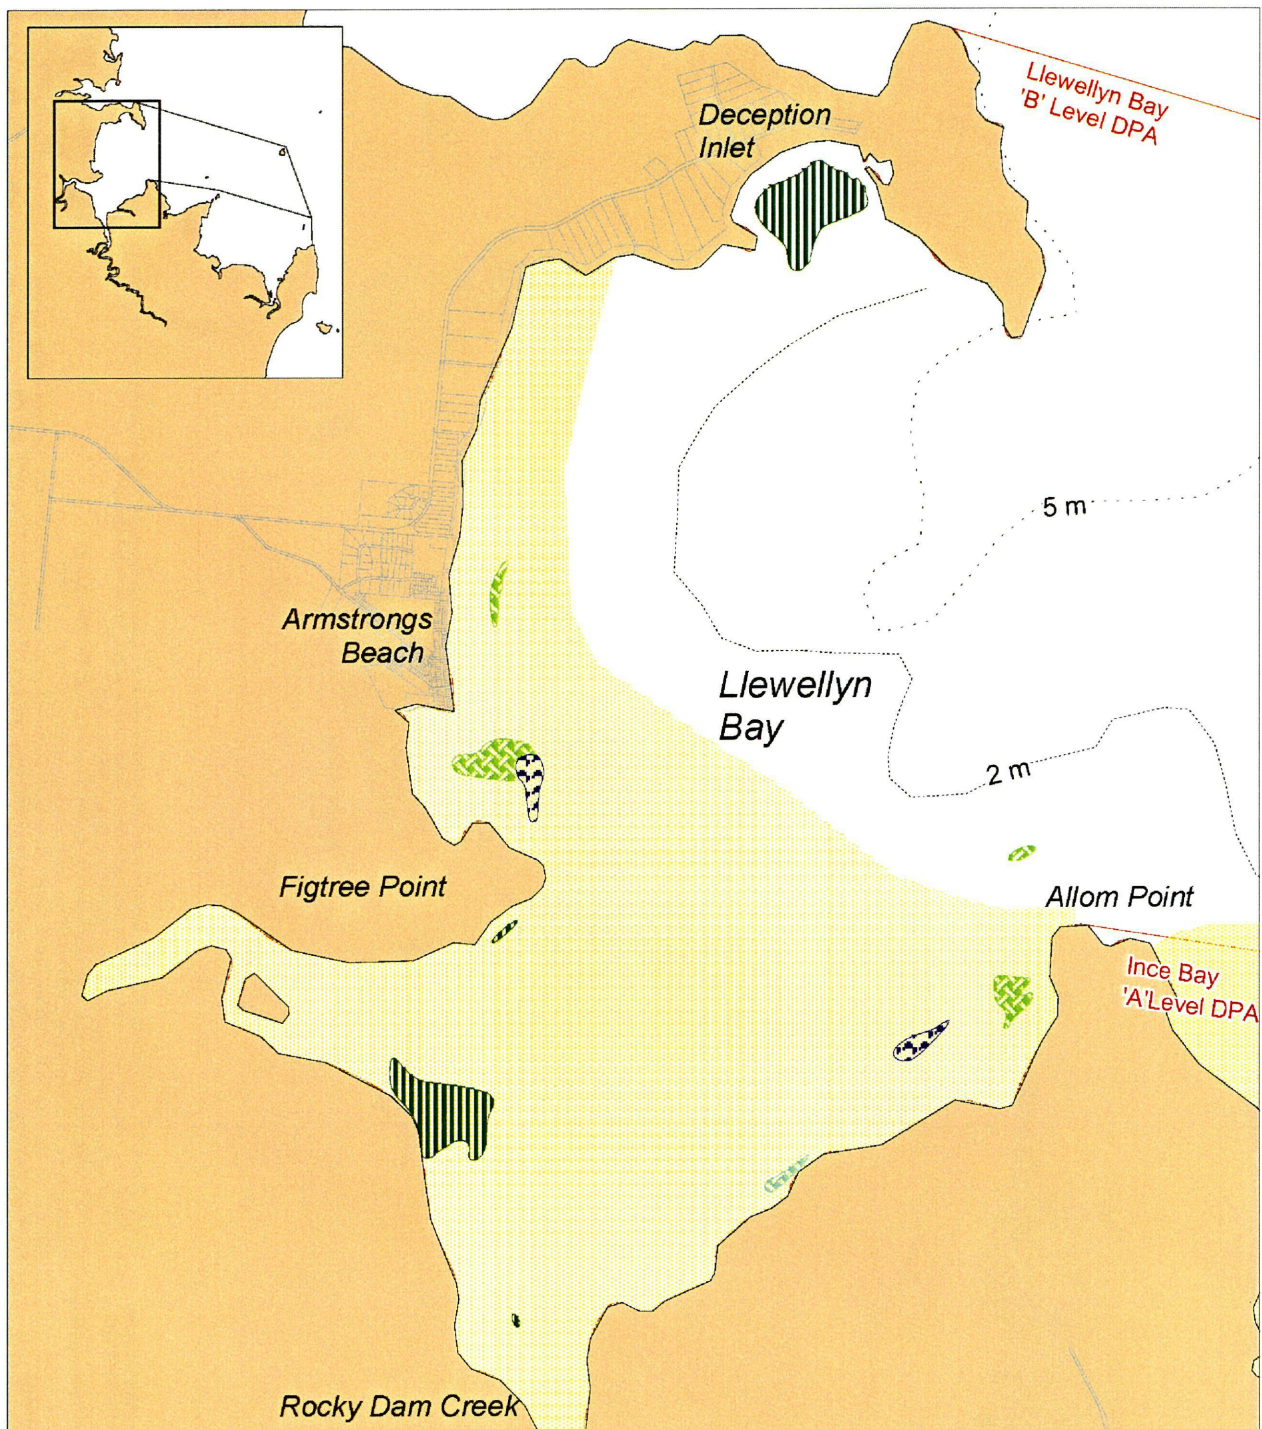 Llewellyn Bay
'B' Level DPA
Deception
Inlet
5 m
Armstrongs
Beach
Llewellyn
Bay
2 m
Figtree Point
Allom Point
Ince Bay
'A'Level DPA
Rocky Dam Creek